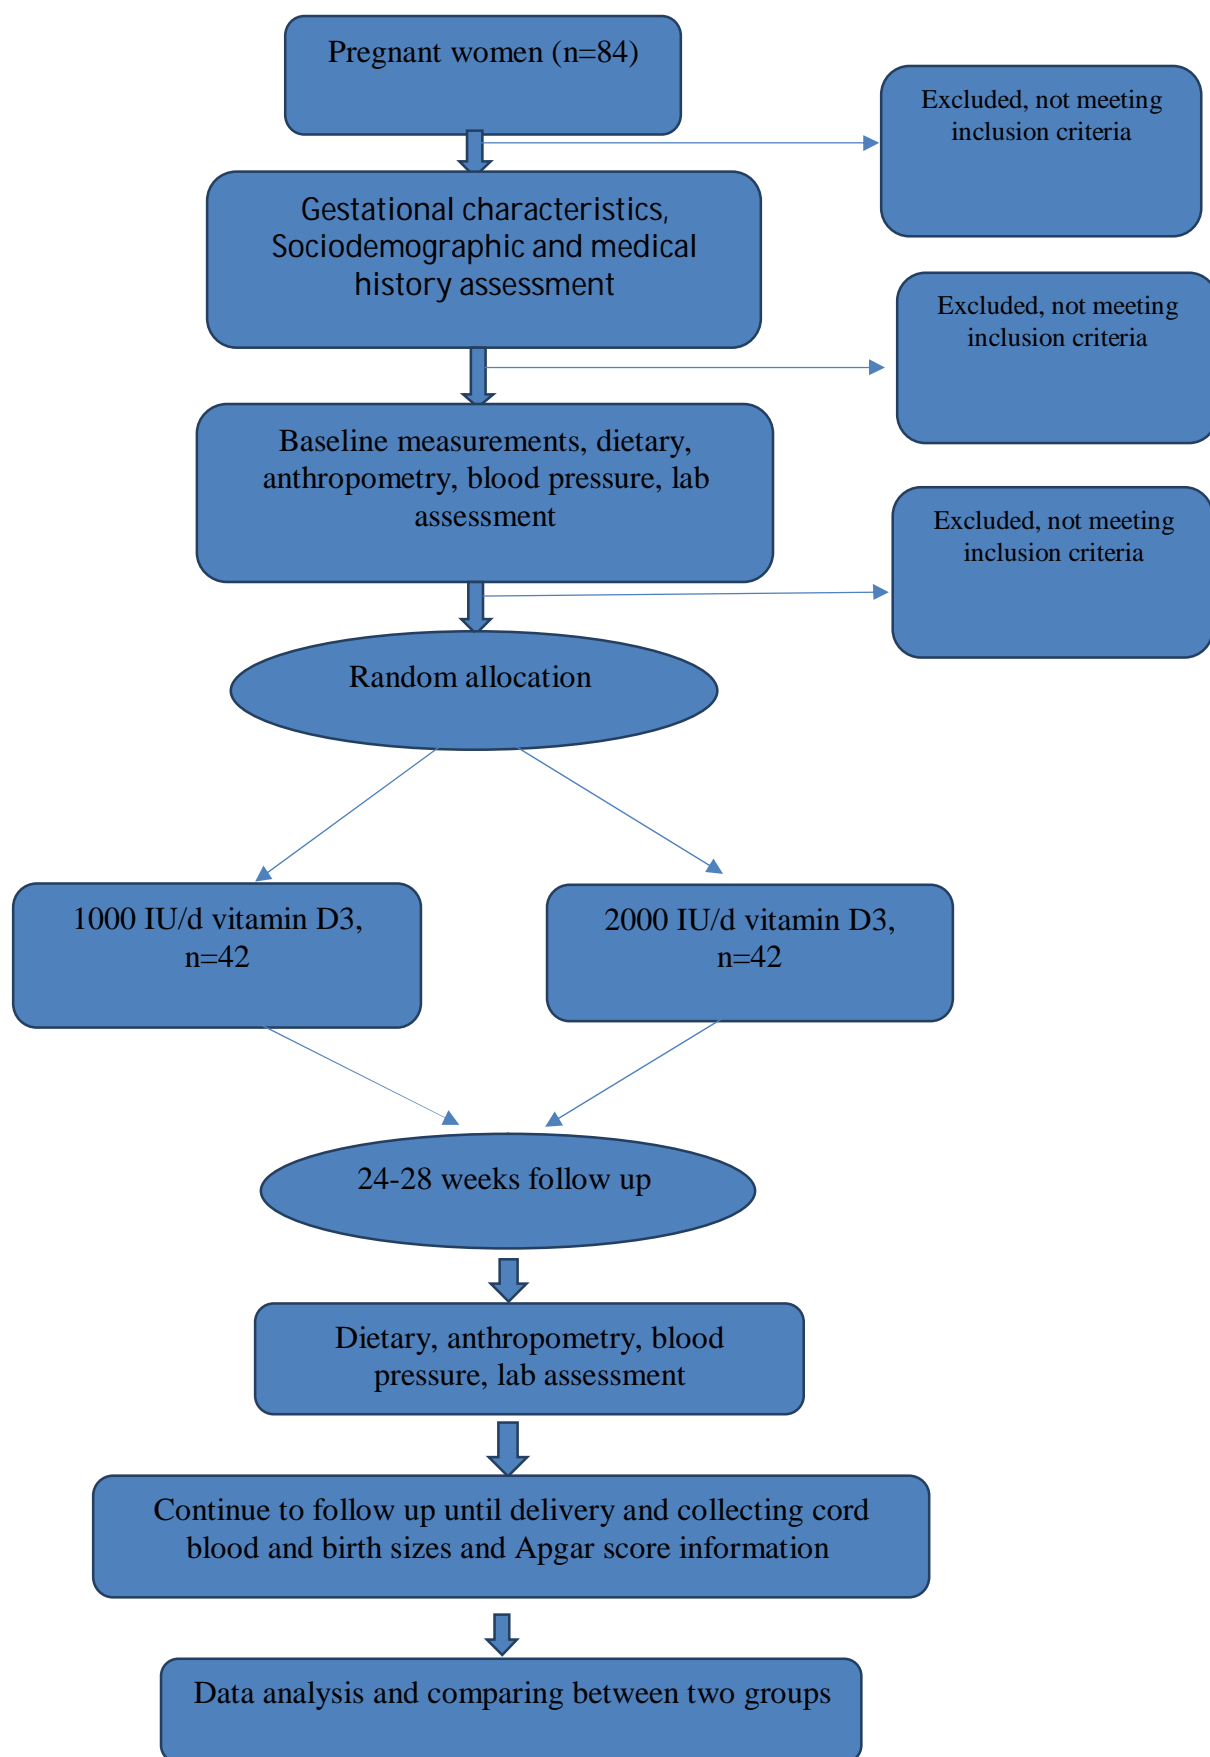 Pregnant women (n=84)
Excluded, not meeting
inclusion criteria
Gestational characteristics,
Sociodemographic and medical
history assessment
Excluded, not meeting
inclusion criteria
Baseline measurements, dietary,
anthropometry, blood pressure, lab
assessment
Excluded, not meeting
inclusion criteria
Random allocation
1000 IU/d vitamin D3,
n=42
2000 IU/d vitamin D3,
n=42
24-28 weeks follow up
Dietary, anthropometry, blood
pressure, lab assessment
Continue to follow up until delivery and collecting cord
blood and birth sizes and Apgar score information
Data analysis and comparing between two groups